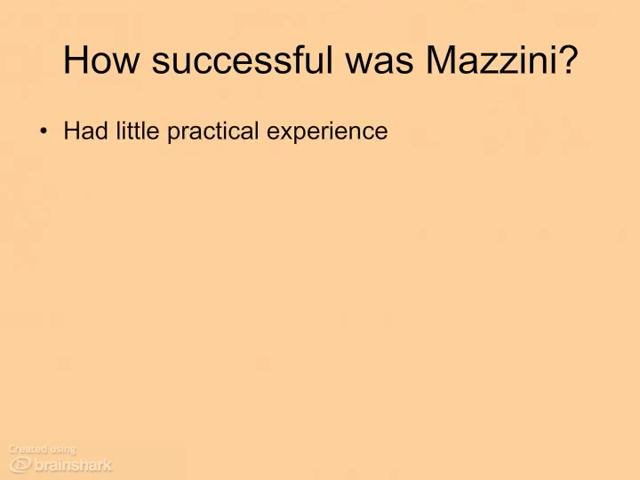 How successful was Mazzini?
• Had little practical experience
Created using
brainshark